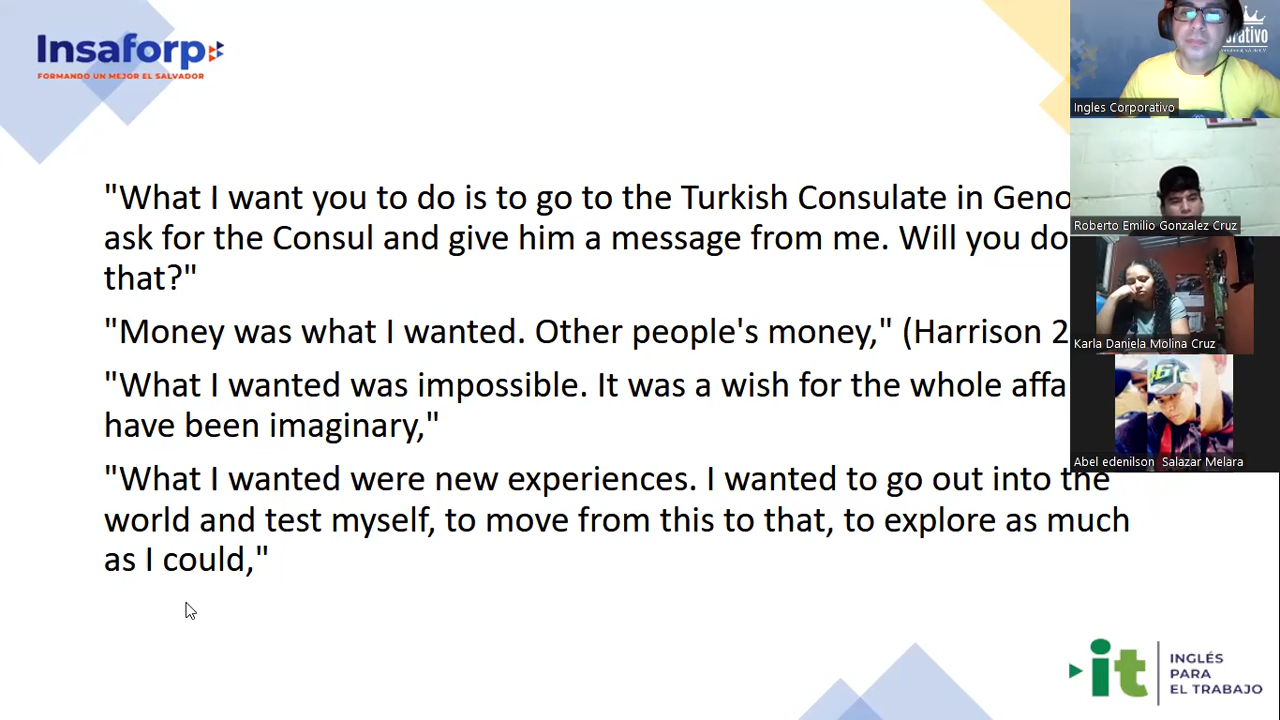 Insaforp
FORMANDO UN MEJOR EL SALVADOR
"What I want you to do is to go to the Turkish Consulate in
ask for the Consul and give him a message from me. Will you do
that?"
"Money was what I wanted. Other people's money," (Harrison
"What I wanted was impossible. It was a wish for the whole
have been imaginary,"
"What I wanted were new experiences. I wanted to go out into the
world and test myself, to move from this to that, to explore as much
as I could,"
Ingles Corporativo
Roberto Emilio Gonzalez Cruz
Karla Daniela Molina Cruz
Abel edenilson Salazar Melara
it
INGLÉS
PARA
EL TRABAJO